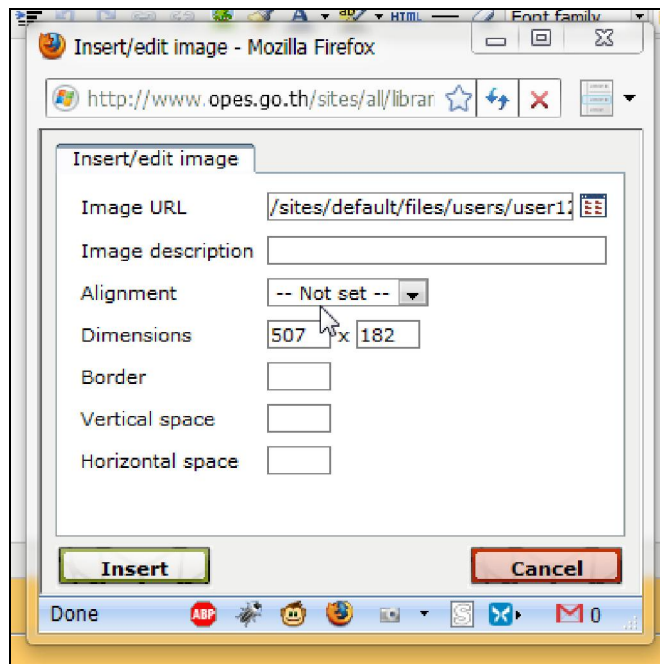 HTML Font family
Insert/edit image - Mozilla Firefox
http://www.opes.go.th/sites/all/librar
Insert/edit image
Image URL /sites/default/files/users/user12
Image description
Alignment -- Not set --
Dimensions 507 x 182
Border
Vertical space
Horizontal space
Insert Cancel
Done ABP S 0